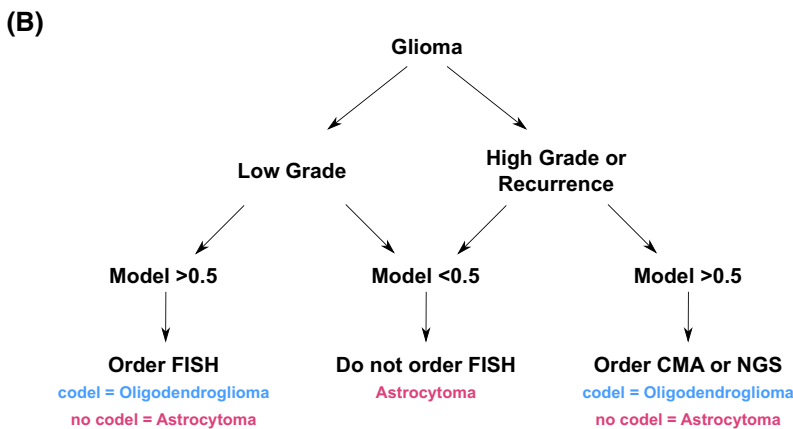 (B)
Glioma
Low Grade
High Grade or
Recurrence
Model >0.5
Model <0.5
Model >0.5
Order FISH
Do not order FISH
Order CMA or NGS
codel = Oligodendroglioma
Astrocytoma
codel = Oligodendroglioma
no codel = Astrocytoma
no codel = Astrocytoma